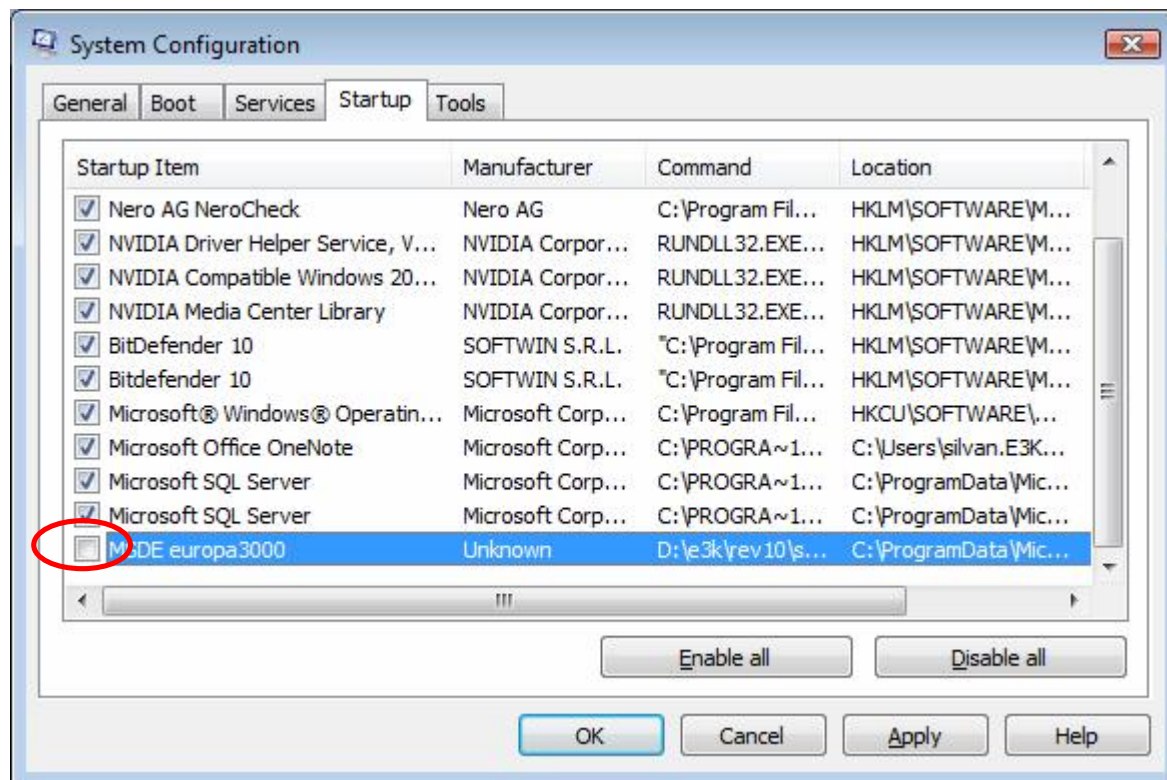 System Configuration
General Boot Services Startup Tools
Startup Item Manufacturer Command Location
Nero AG NeroCheck Nero AG C:\Program Fil... HKLM\SOFTWARE\M...
NVIDIA Driver Helper Service, V... NVIDIA Corpor... RUNDLL32.EXE... HKLM\SOFTWARE\M...
NVIDIA Compatible Windows 20... NVIDIA Corpor... RUNDLL32.EXE... HKLM\SOFTWARE\M...
NVIDIA Media Center Library NVIDIA Corpor... RUNDLL32.EXE... HKLM\SOFTWARE\M...
BitDefender 10 SOFTWIN S.R.L. "C:\Program Fil... HKLM\SOFTWARE\M...
Bitdefender 10 SOFTWIN S.R.L. "C:\Program Fil... HKLM\SOFTWARE\M...
Microsoft® Windows® Operatin... Microsoft Corp... C:\Program Fil... HKCU\SOFTWARE\...
Microsoft Office OneNote Microsoft Corp... C:\PROGRA~1... C:\Users\silvan.E3K...
Microsoft SQL Server Microsoft Corp... C:\PROGRA~1... C:\ProgramData\Mic...
Microsoft SQL Server Microsoft Corp... C:\PROGRA~1... C:\ProgramData\Mic...
MSDE europa3000 Unknown D:\e3k\rev10\s... C:\ProgramData\Mic...
Enable all Disable all
OK Cancel Apply Help